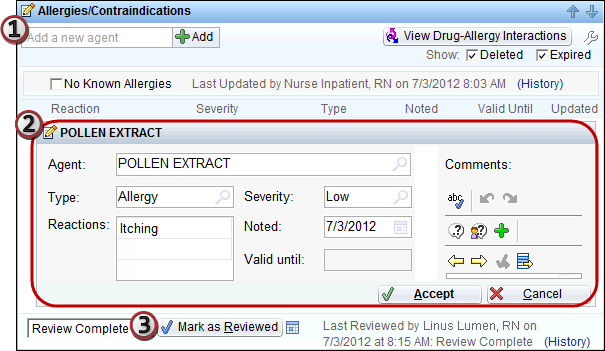 Allergies/Contraindications
1
Add a new agent Add View Drug-Allergy Interactions
Show: Deleted Expired
No Known Allergies Last Updated by Nurse Inpatient, RN on 7/3/2012 8:03 AM (History)
Reaction Severity Type Noted Valid Until Updated
2
POLLEN EXTRACT
Agent: POLLEN EXTRACT Comments:
Type: Allergy Severity: Low abc
Reactions: Itching Noted: 7/3/2012
Valid until:
Accept Cancel
3
Review Complete Mark as Reviewed Last Reviewed by Linus Lumen, RN on
7/3/2012 at 8:15 AM: Review Complete (History)